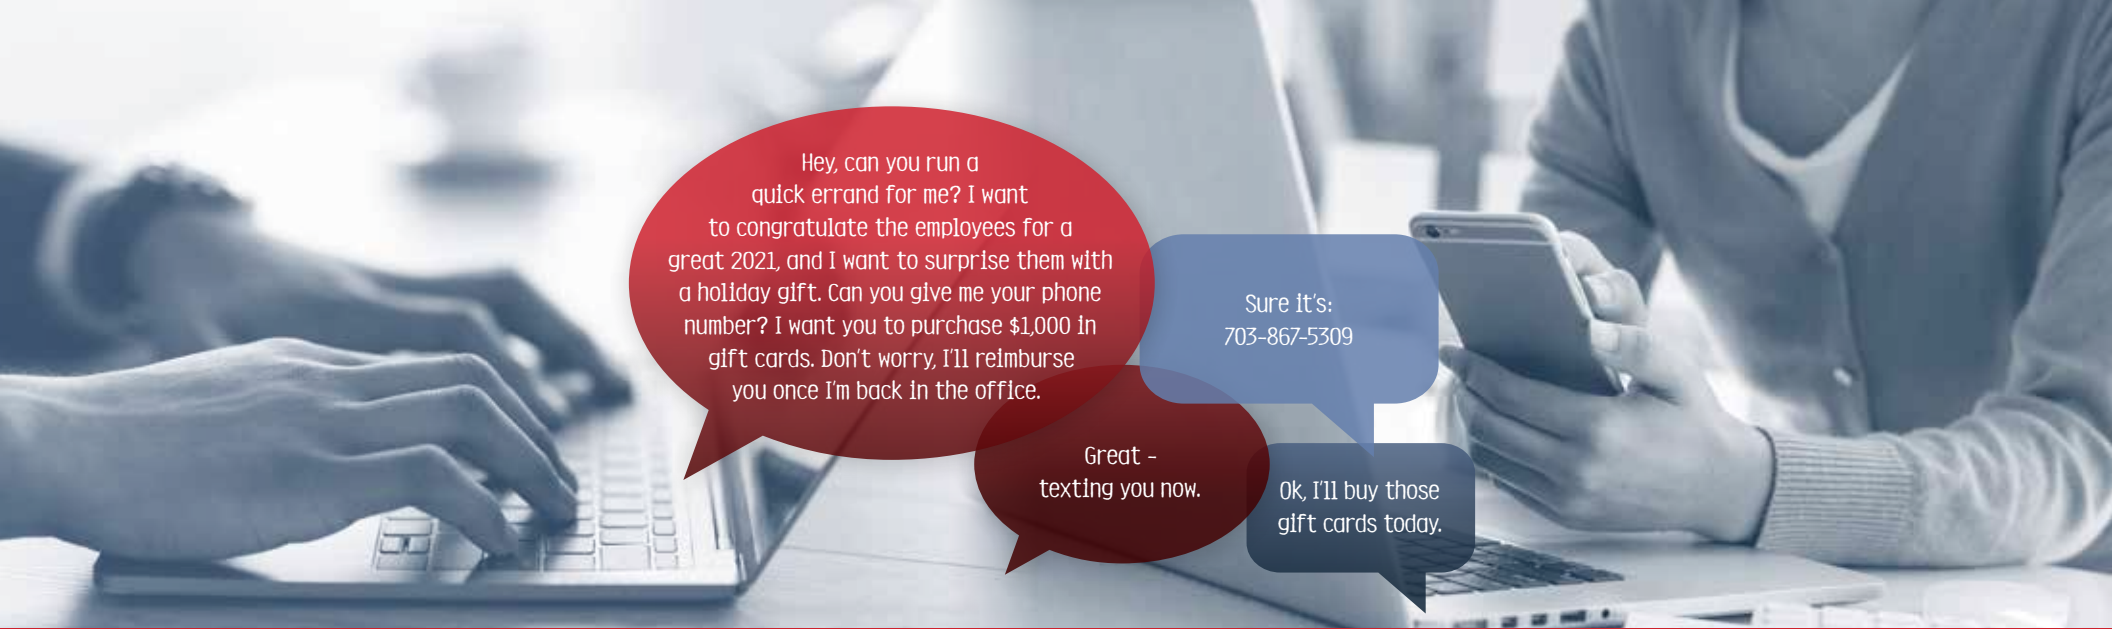 Hey, can you run a
quick errand for me? I want
to congratulate the employees for a
great 2021, and I want to surprise them with
a holiday gift. Can you give me your phone
number? I want you to purchase $1,000 in
gift cards. Don't worry, I'll reimburse
you once I'm back in the office.
Sure it's:
703-867-5309
Great -
texting you now.
Ok, I'll buy those
gift cards today.